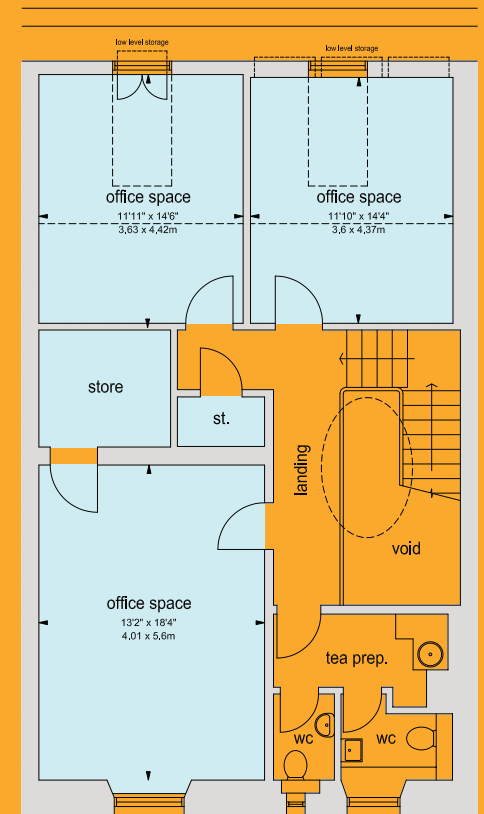 low level storage
low level storage
office space
11'11" x 14'6"
3,63 x 4,42m
office space
11'10" x 14'4"
3,6 x 4,37m
store
st.
landing
void
office space
13'2" x 18'4"
4,01 x 5,6m
tea prep.
wc
wc